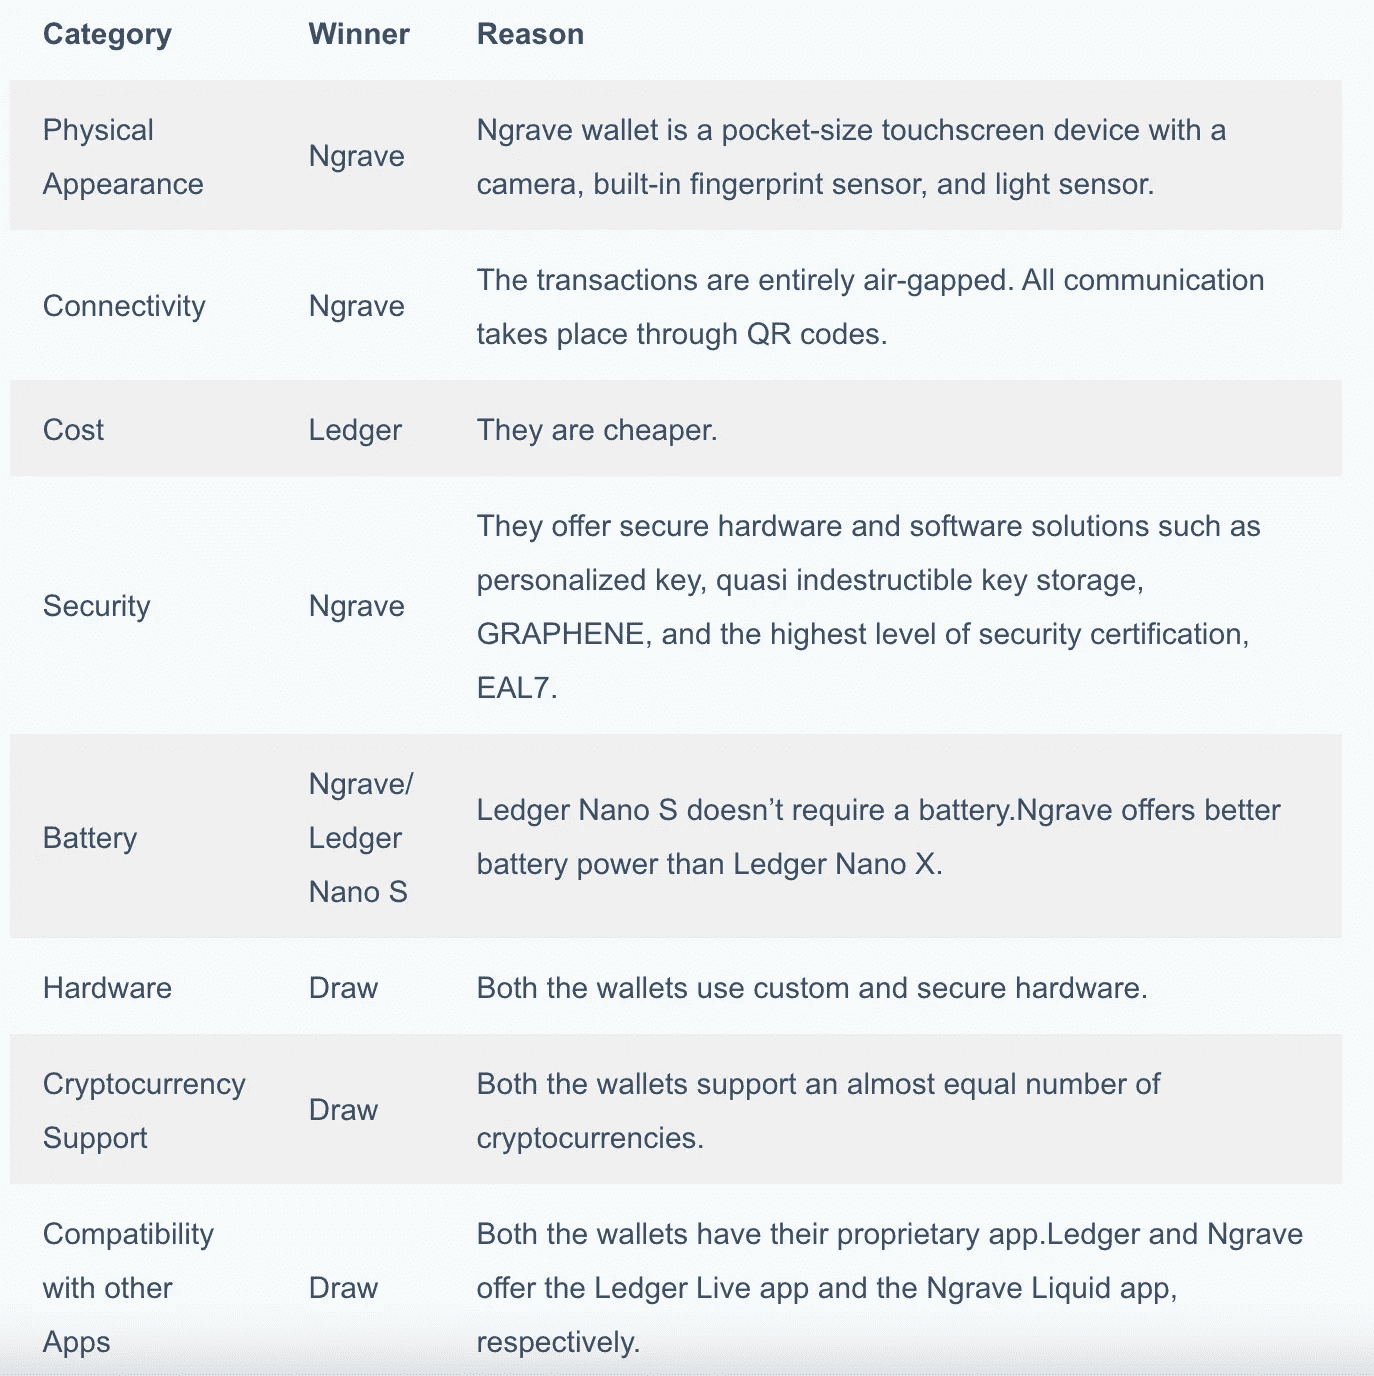 Category Winner Reason
Physical
Appearance
Ngrave
Ngrave wallet is a pocket-size touchscreen device with a
camera, built-in fingerprint sensor, and light sensor.
Connectivity
Ngrave
The transactions are entirely air-gapped. All communication
takes place through QR codes.
Cost
Ledger
They are cheaper.
Security
Ngrave
They offer secure hardware and software solutions such as
personalized key, quasi indestructible key storage,
GRAPHENE, and the highest level of security certification,
EAL7.
Battery
Ngrave/
Ledger
Nano S
Ledger Nano S doesn’t require a battery.Ngrave offers better
battery power than Ledger Nano X.
Hardware
Draw
Both the wallets use custom and secure hardware.
Cryptocurrency
Support
Draw
Both the wallets support an almost equal number of
cryptocurrencies.
Compatibility
with other
Apps
Draw
Both the wallets have their proprietary app.Ledger and Ngrave
offer the Ledger Live app and the Ngrave Liquid app,
respectively.